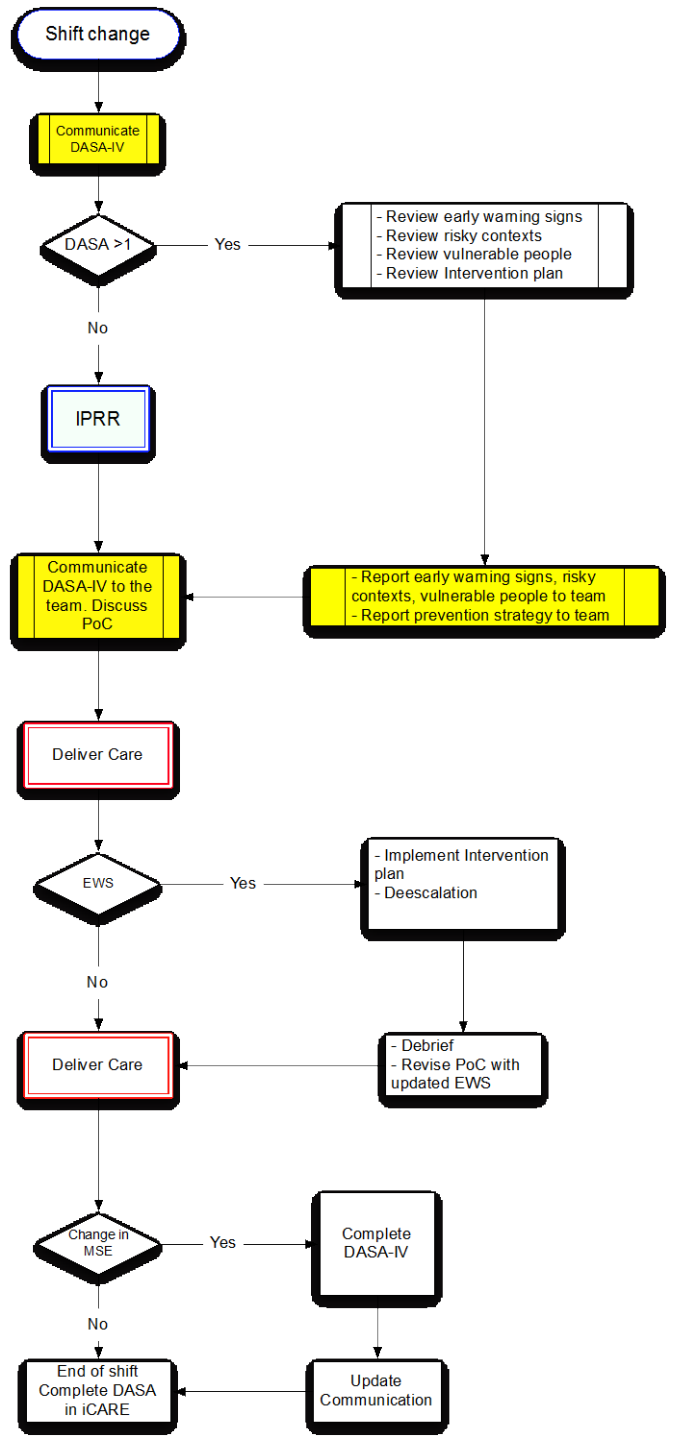 Shift change
Communicate
DASA-IV
DASA >1
Yes
- Review early warning signs
- Review risky contexts
- Review vulnerable people
- Review Intervention plan
No
IPRR
Communicate
DASA-IV to the
team. Discuss
PoC
- Report early warning signs, risky
contexts, vulnerable people to team
- Report prevention strategy to team
Deliver Care
EWS
Yes
- Implement Intervention
plan
- Deescalation
No
Deliver Care
- Debrief
- Revise PoC with
updated EWS
Change in
MSE
Yes
Complete
DASA-IV
No
End of shift
Complete DASA
in iCARE
Update
Communication